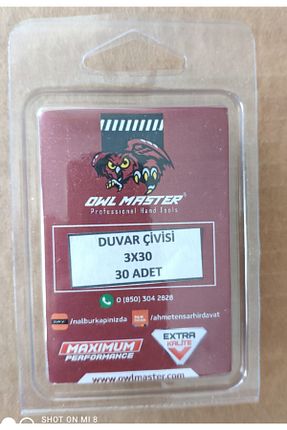 OWL MASTER®
Professional Hand Tools
DUVAR ÇİVİSİ
3X30
30 ADET
0 (850) 304 2828
/nalburkapinizda
/ahmetensarhirdavat
MAXIMUM
PERFORMANCE
EXTRA
KALİTE
www.owlmaster.com
SHOT ON MI 8